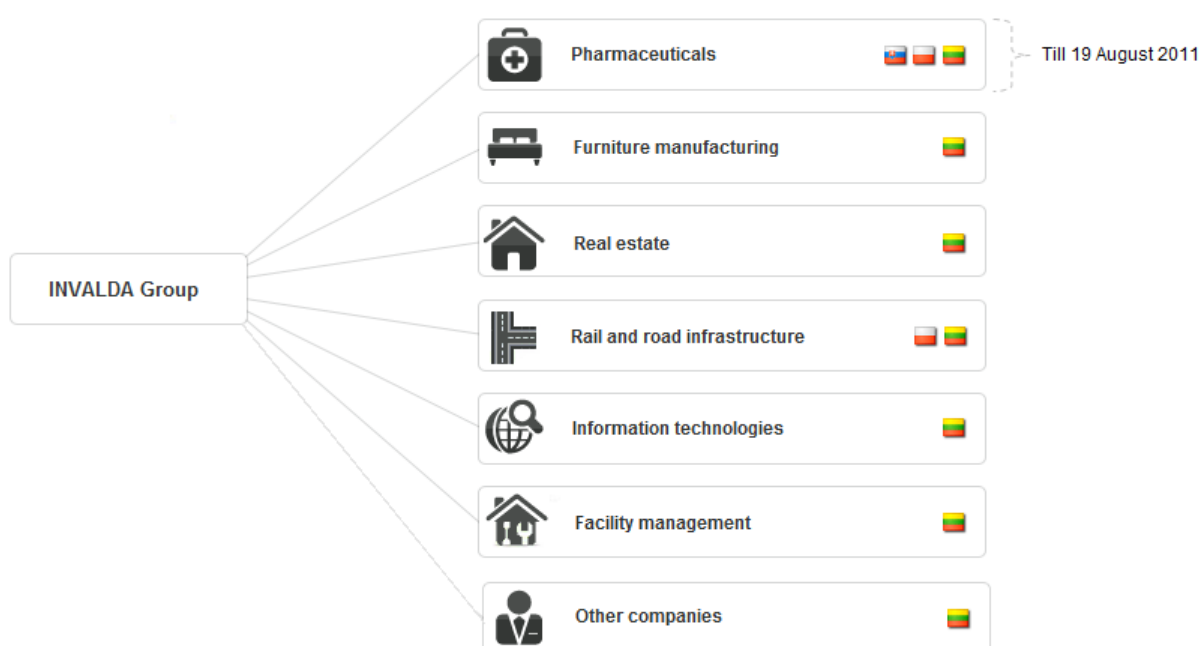 Pharmaceuticals
Till 19 August 2011
Furniture manufacturing
Real estate
INVALDA Group
Rail and road infrastructure
Information technologies
Facility management
Other companies